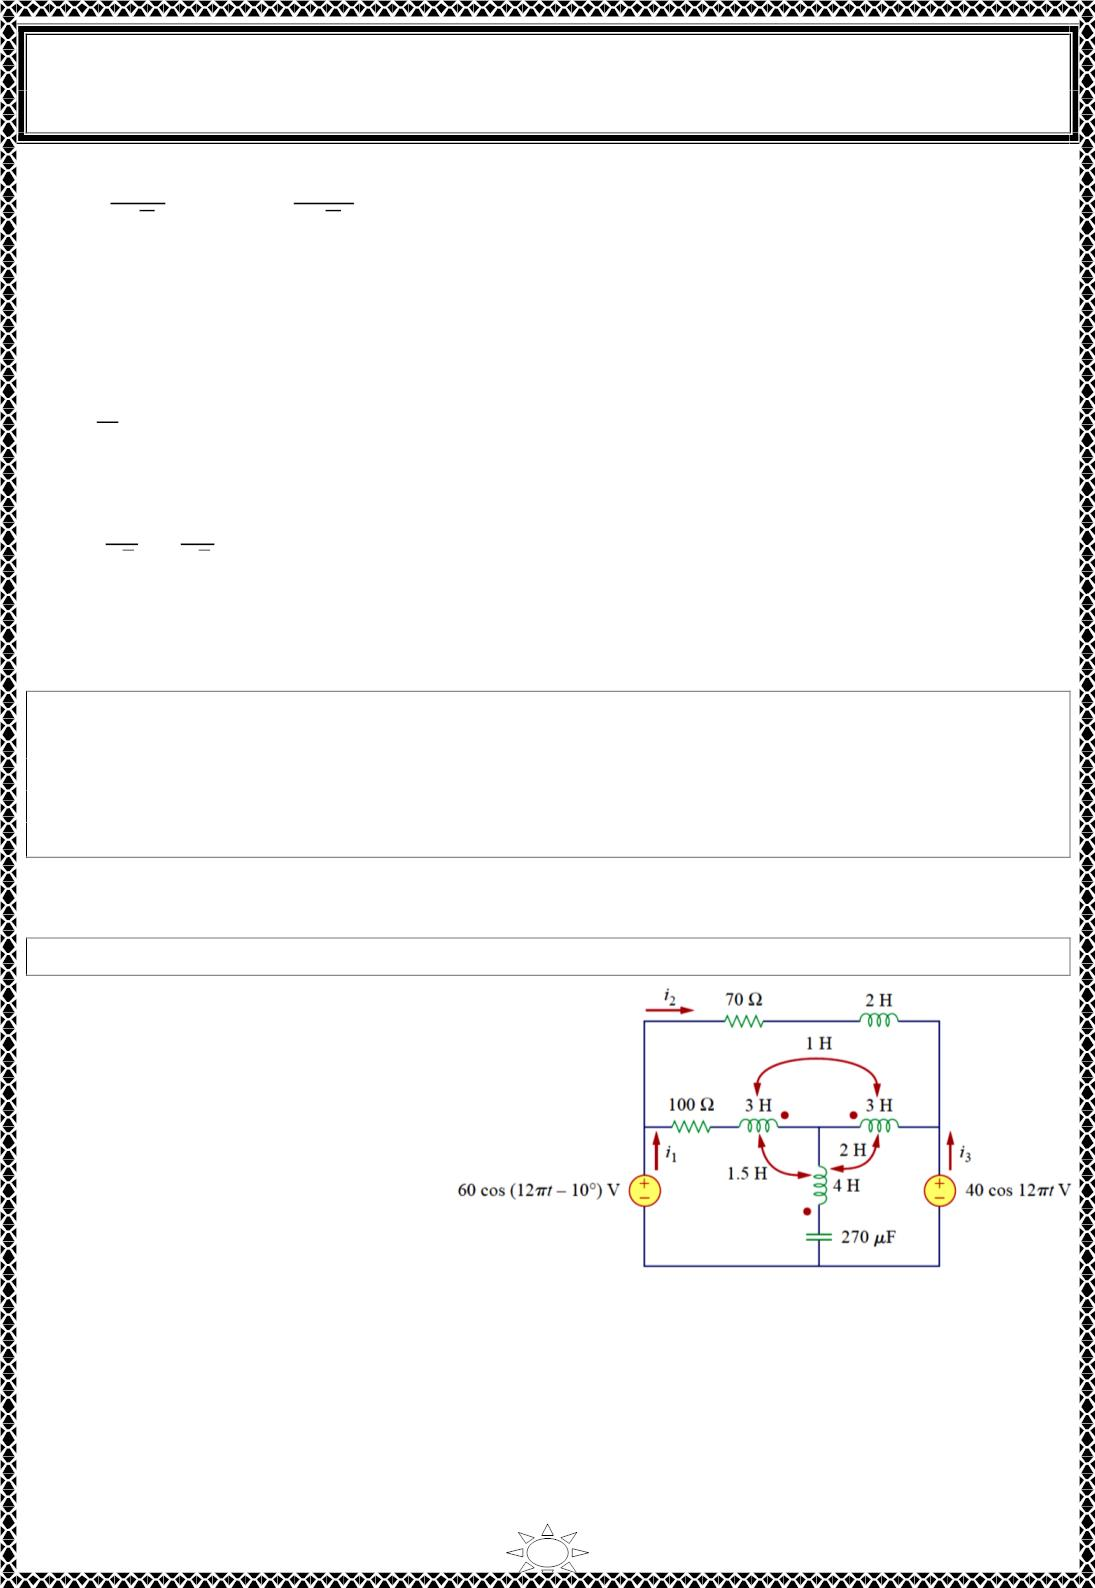 i₂ 70 Ω 2 H
1 H
100 Ω 3 H 3 H
i₁ 2 H i₃
1.5 H 4 H
60 cos (12πt – 10°) V + − + − 40 cos 12πt V
270 μF